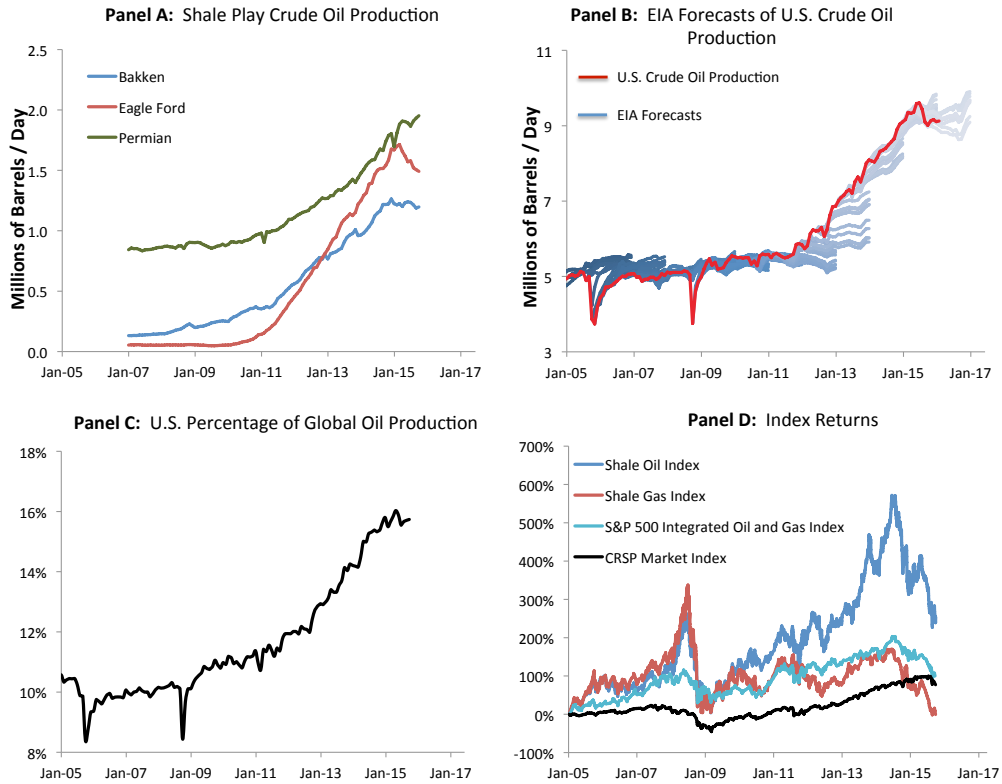 Panel A: Shale Play Crude Oil Production
Millions of Barrels / Day
2.5
2.0
1.5
1.0
0.5
0.0
Bakken
Eagle Ford
Permian
Jan-05 Jan-07 Jan-09 Jan-11 Jan-13 Jan-15 Jan-17
Panel B: EIA Forecasts of U.S. Crude Oil
Production
Millions of Barrels / Day
11
9
7
5
3
U.S. Crude Oil Production
EIA Forecasts
Jan-05 Jan-07 Jan-09 Jan-11 Jan-13 Jan-15 Jan-17
Panel C: U.S. Percentage of Global Oil Production
18%
16%
14%
12%
10%
8%
Jan-05 Jan-07 Jan-09 Jan-11 Jan-13 Jan-15 Jan-17
Panel D: Index Returns
700%
600%
500%
400%
300%
200%
100%
0%
-100%
Shale Oil Index
Shale Gas Index
S&P 500 Integrated Oil and Gas Index
CRSP Market Index
Jan-05 Jan-07 Jan-09 Jan-11 Jan-13 Jan-15 Jan-17